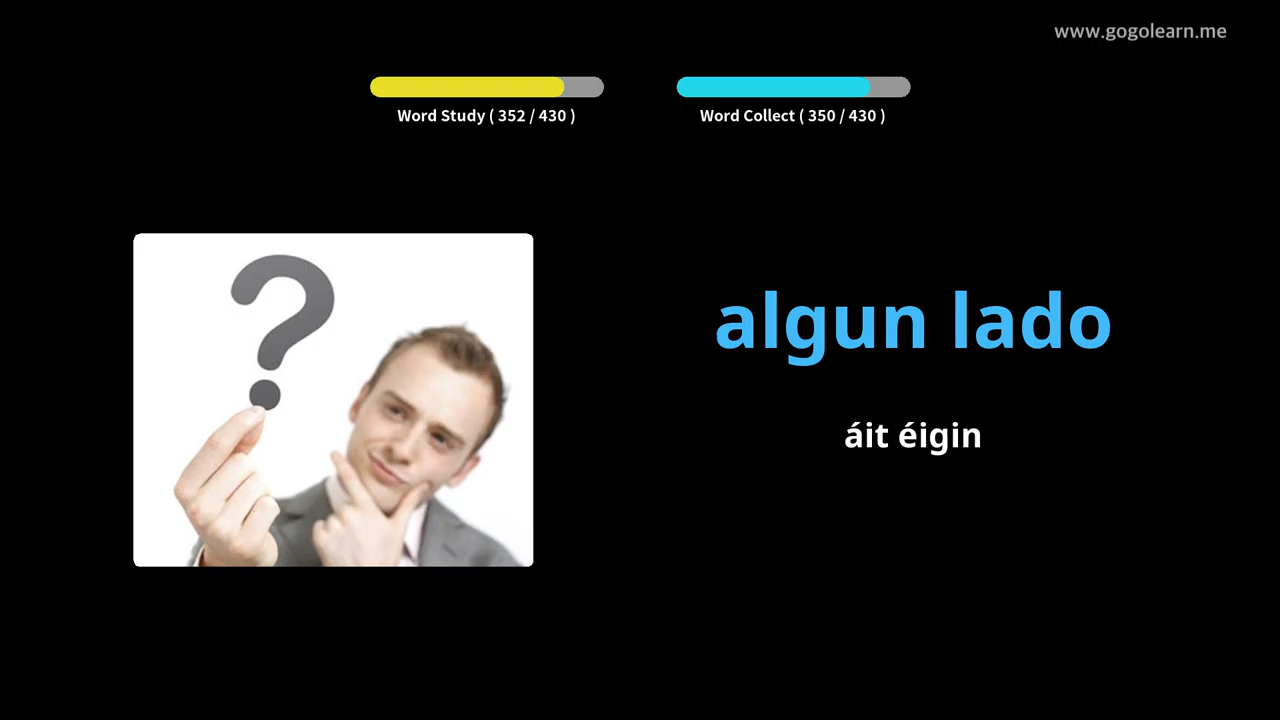 www.gogolearn.me
Word Study ( 352 / 430 )
Word Collect ( 350 / 430 )
algun lado
áit éigin